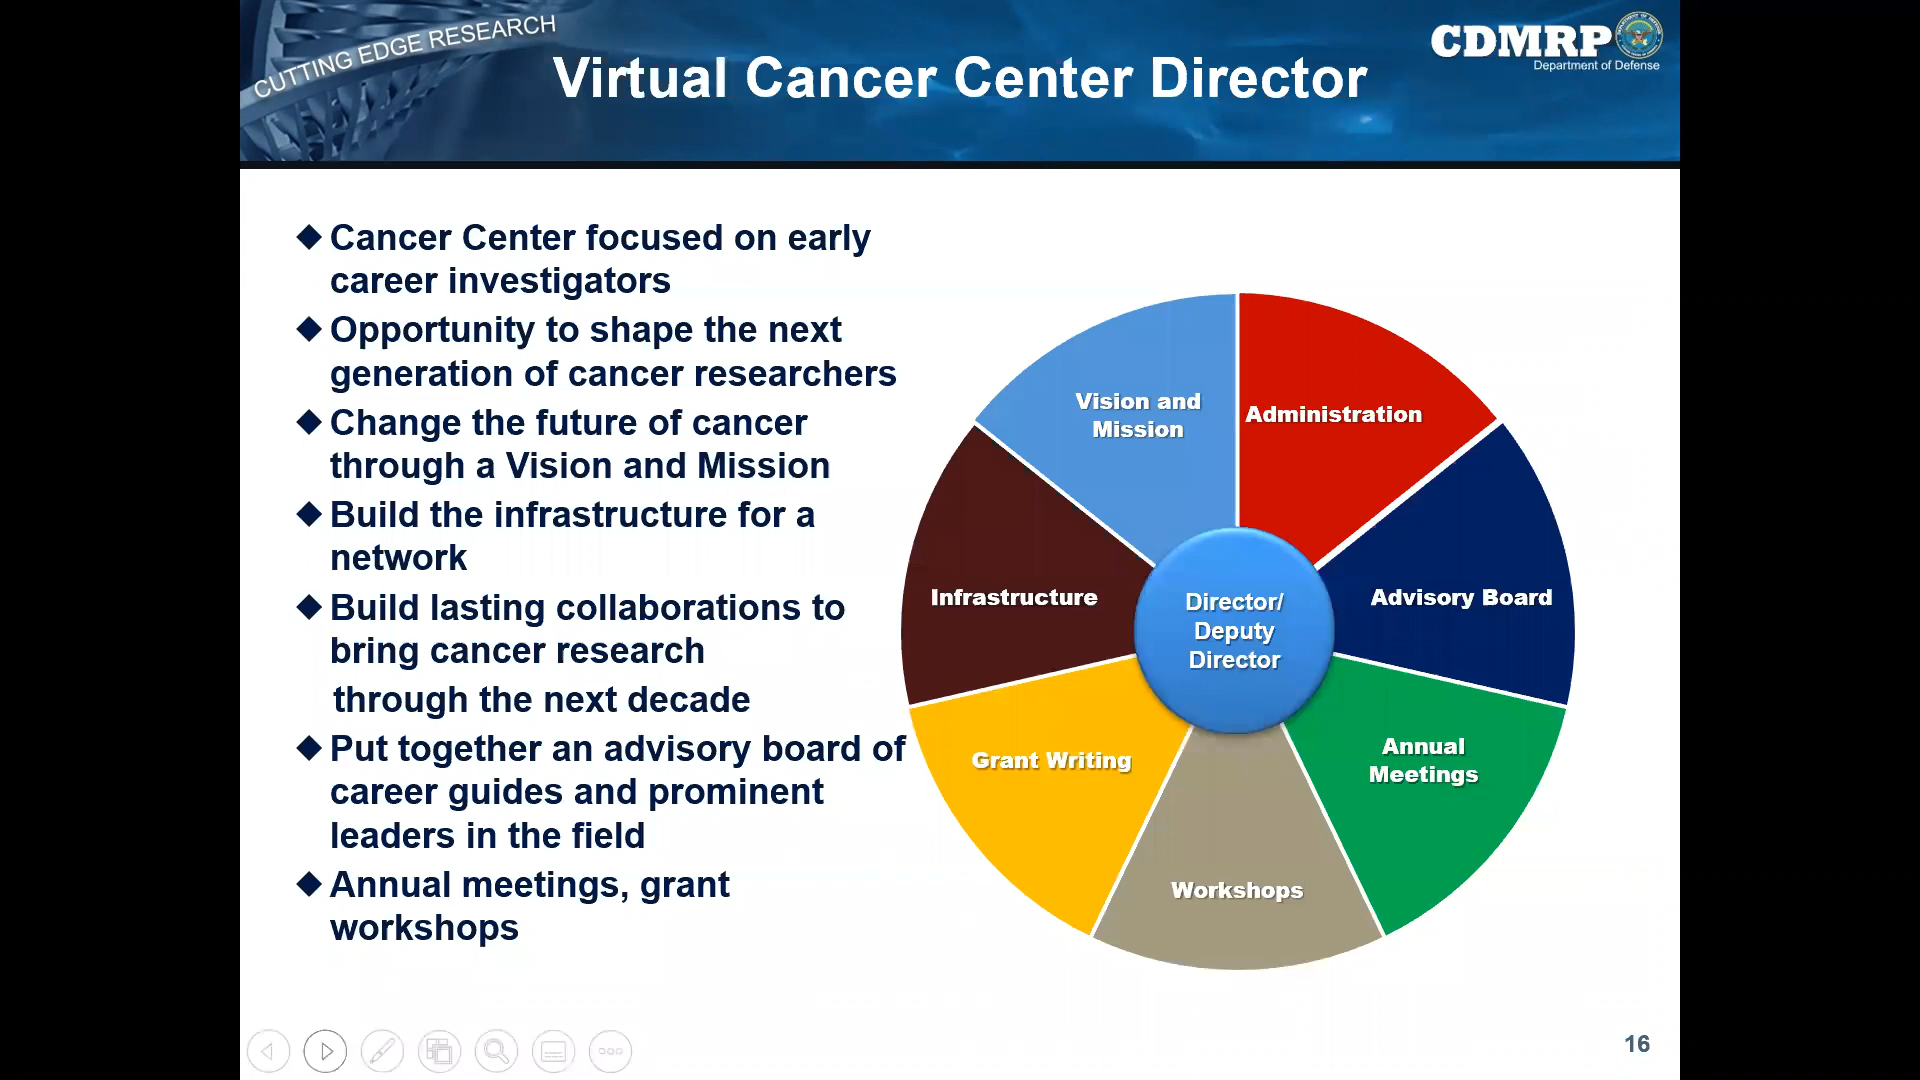 CUTTING EDGE RESEARCH
CDMRP
Department of Defense
Virtual Cancer Center Director
Cancer Center focused on early
career investigators
Opportunity to shape the next
generation of cancer researchers
Change the future of cancer
through a Vision and Mission
Build the infrastructure for a
network
Build lasting collaborations to
bring cancer research
through the next decade
Put together an advisory board of
career guides and prominent
leaders in the field
Annual meetings, grant
workshops
Vision and
Mission
Administration
Infrastructure
Director/
Deputy
Director
Advisory Board
Grant Writing
Annual
Meetings
Workshops
16